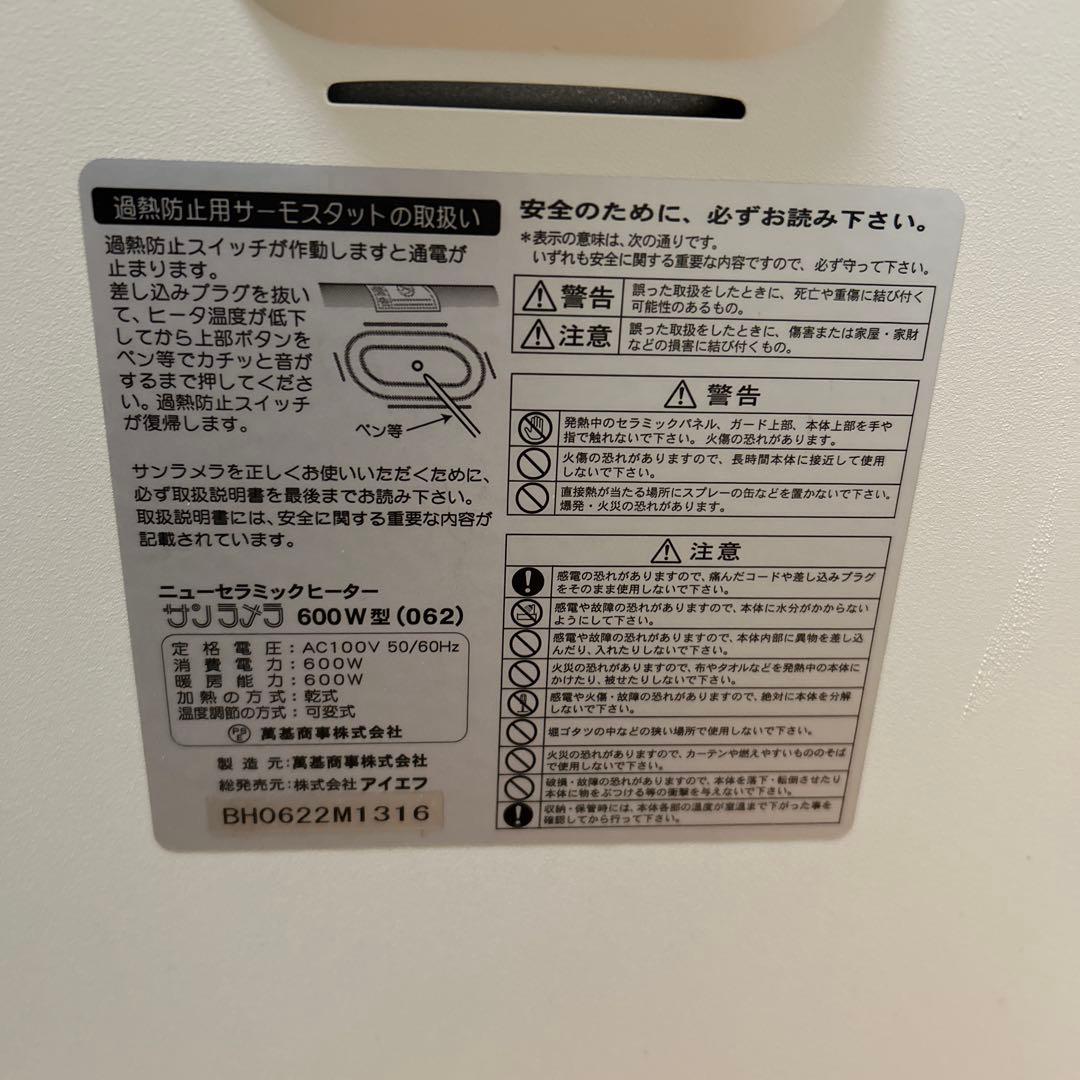 過熱防止用サーモスタットの取扱い
過熱防止スイッチが作動しますと通電が
止まります。
差し込みプラグを抜い
て、ヒータ温度が低下
してから上部ボタンを
ペン等でカチッと音が
するまで押してくださ
い。過熱防止スイッチ
が復帰します。
ペン等
サンラメラを正しくお使いいただくために、
必ず取扱説明書を最後までお読み下さい。
取扱説明書には、安全に関する重要な内容が
記載されています。
ニューセラミックヒーター
サンラメラ 600W型(062)
定格電圧:AC100V 50/60Hz
消費電力:600W
暖房能力:600W
加熱の方式:乾式
温度調節の方式:可変式
PSE 萬基商事株式会社
製造元:萬基商事株式会社
総発売元:株式会社アイエフ
BH0622M1316
安全のために、必ずお読み下さい。
*表示の意味は、次の通りです。
いずれも安全に関する重要な内容ですので、必ず守って下さい。
警告 誤った取扱をしたときに、死亡や重傷に結び付く
可能性のあるもの。
注意 誤った取扱をしたときに、傷害または家屋・家財
などの損害に結び付くもの。
警告
発熱中のセラミックパネル、ガード上部、本体上部を手や
指で触れないで下さい。火傷の恐れがあります。
火傷の恐れがありますので、長時間本体に接近して使用
しないで下さい。
直接熱が当たる場所にスプレーの缶などを置かないで下さい。
爆発・火災の恐れがあります。
注意
感電の恐れがありますので、痛んだコードや差し込みプラグ
をそのまま使用しないで下さい。
感電や故障の恐れがありますので、本体に水分がかからない
ようにして下さい。
感電や故障の恐れがありますので、本体内部に異物を差し込
んだり、入れたりしないで下さい。
火災の恐れがありますので、布やタオルなどを発熱中の本体に
かけたり、被せたりしないで下さい。
感電や火傷・故障の恐れがありますので、絶対に本体を分解
しないで下さい。
堀ゴタツの中などの狭い場所で使用しないで下さい。
火災の恐れがありますので、カーテンや燃えやすいもののそば
で使用しないで下さい。
破損・故障の恐れがありますので、本体を落下・転倒させたり
本体に物をぶつける等の衝撃を与えないで下さい。
収納・保管時には、本体各部の温度が室温まで下がった事を
確認してから行って下さい。